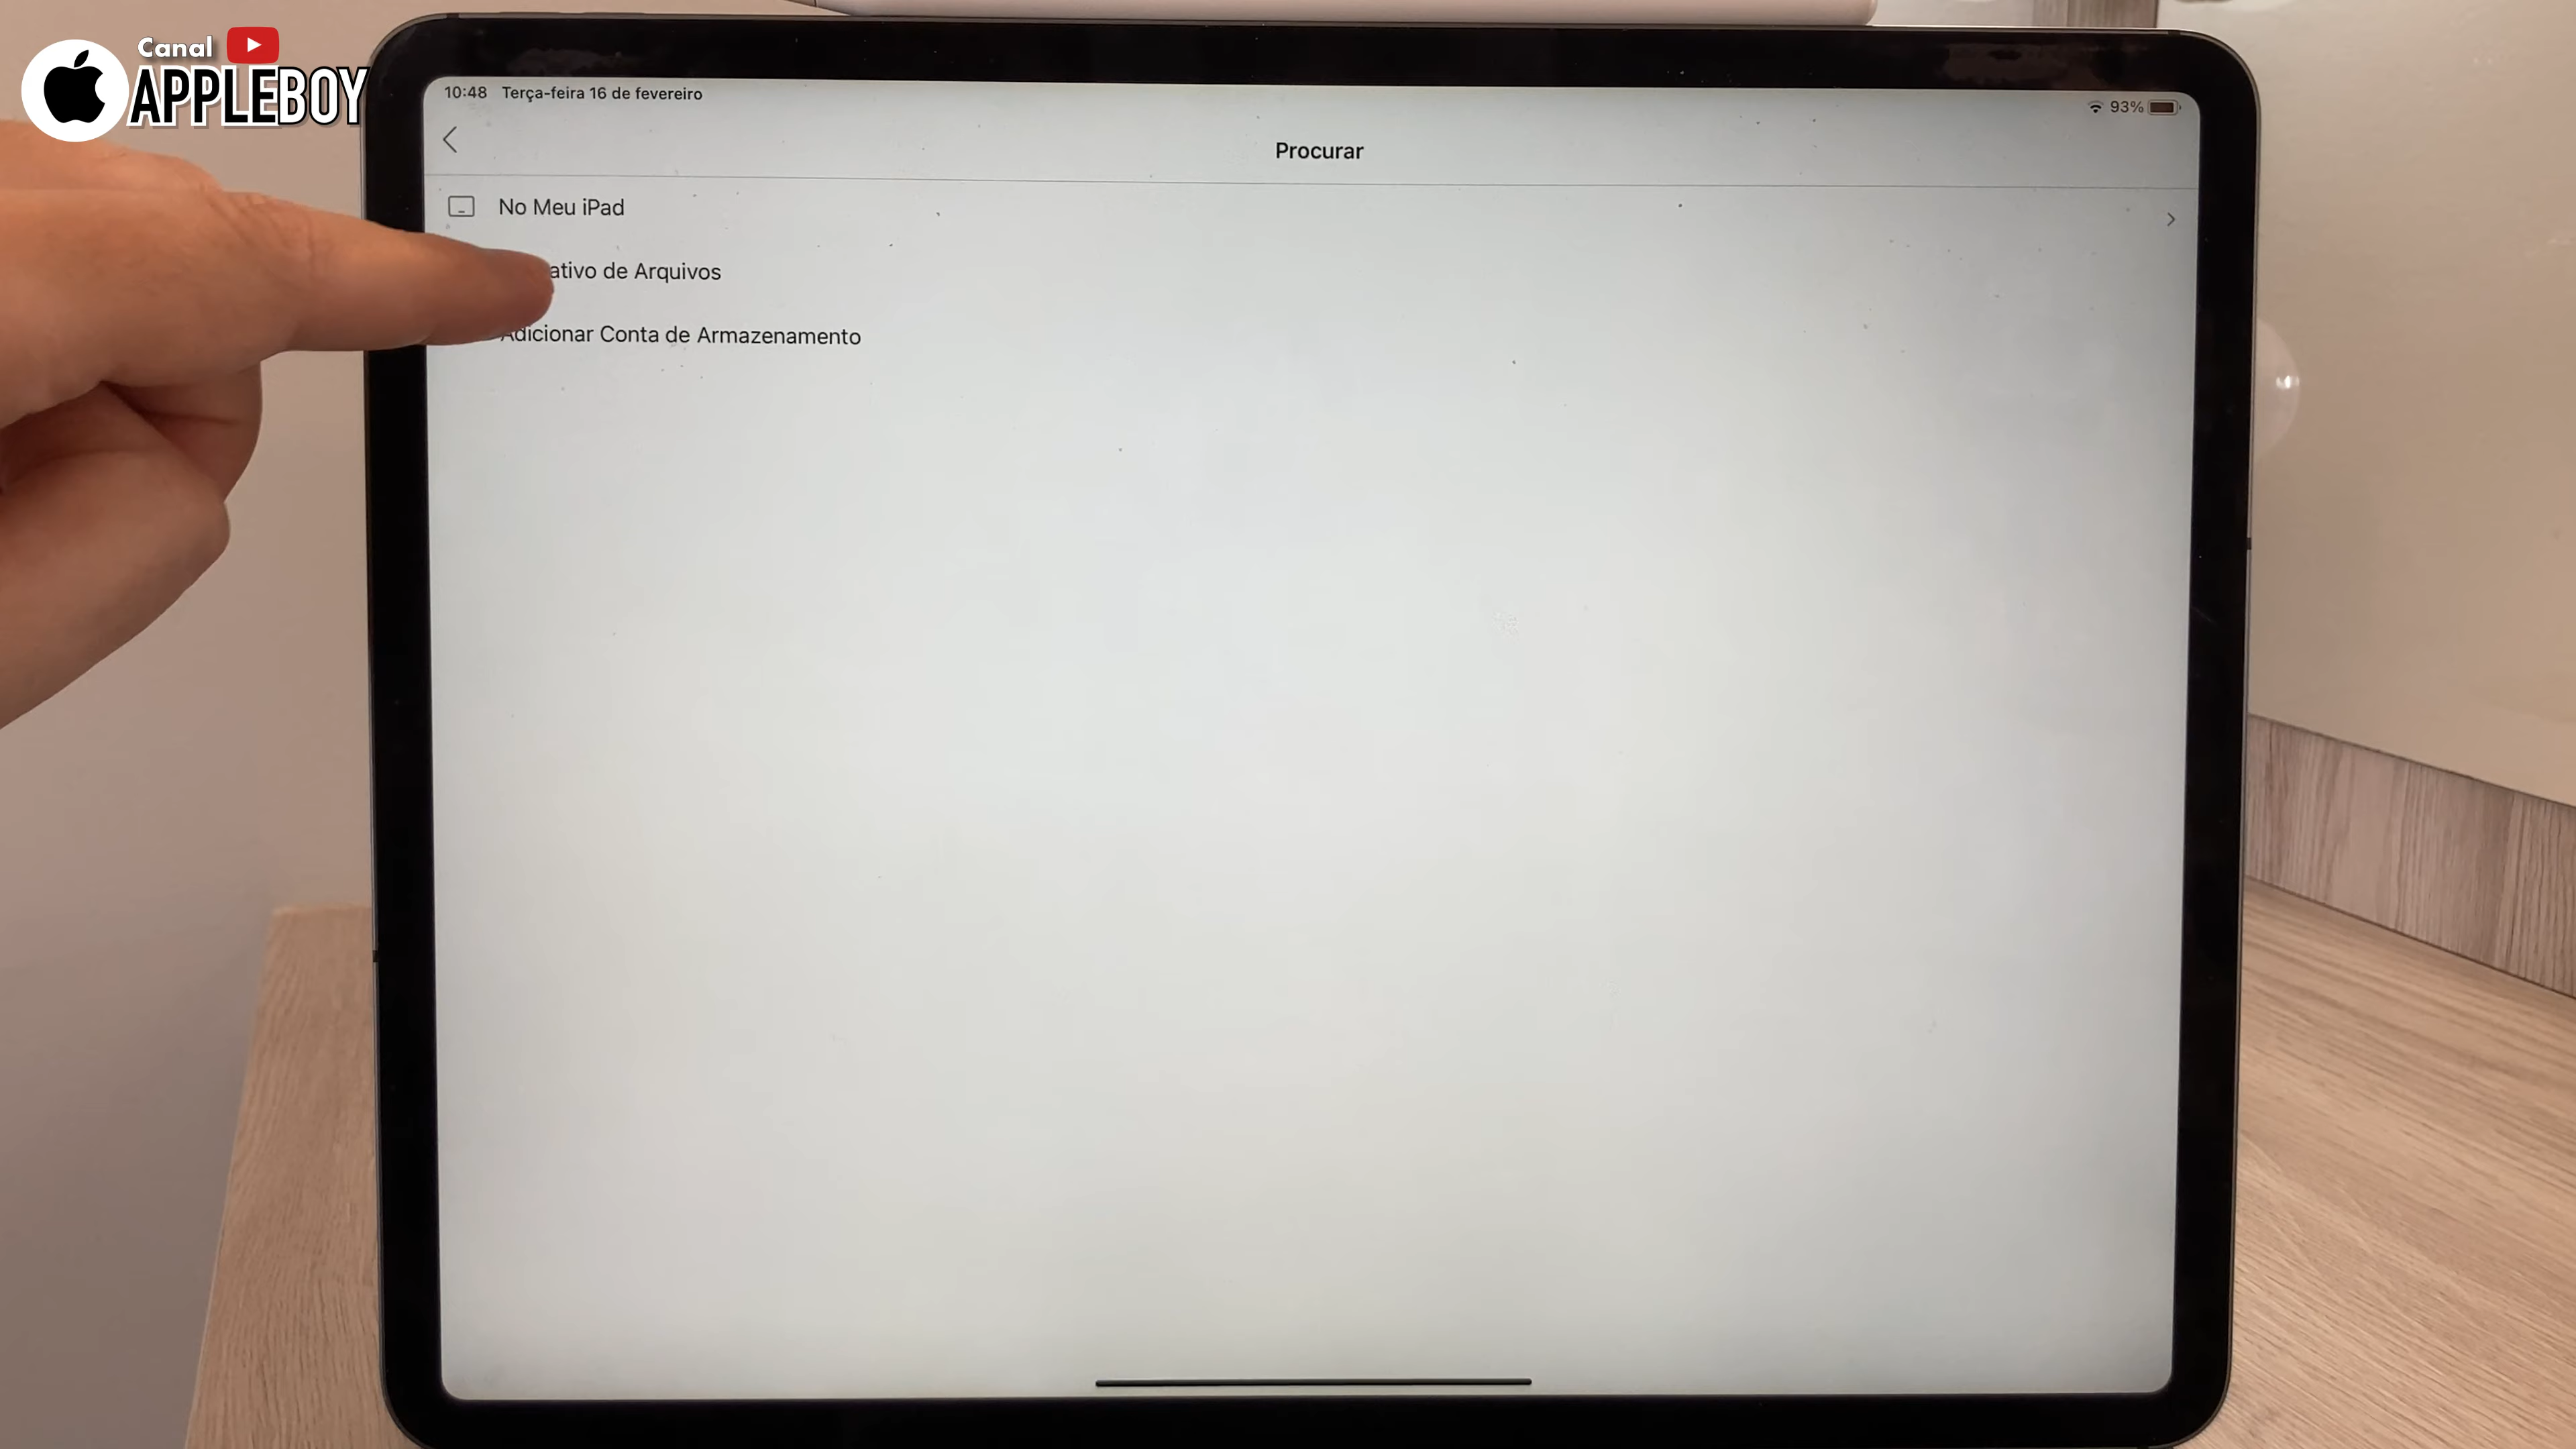 Canal
APPLEBOY
10:48 Terça-feira 16 de fevereiro
93%
Procurar
No Meu iPad
ativo de Arquivos
Adicionar Conta de Armazenamento